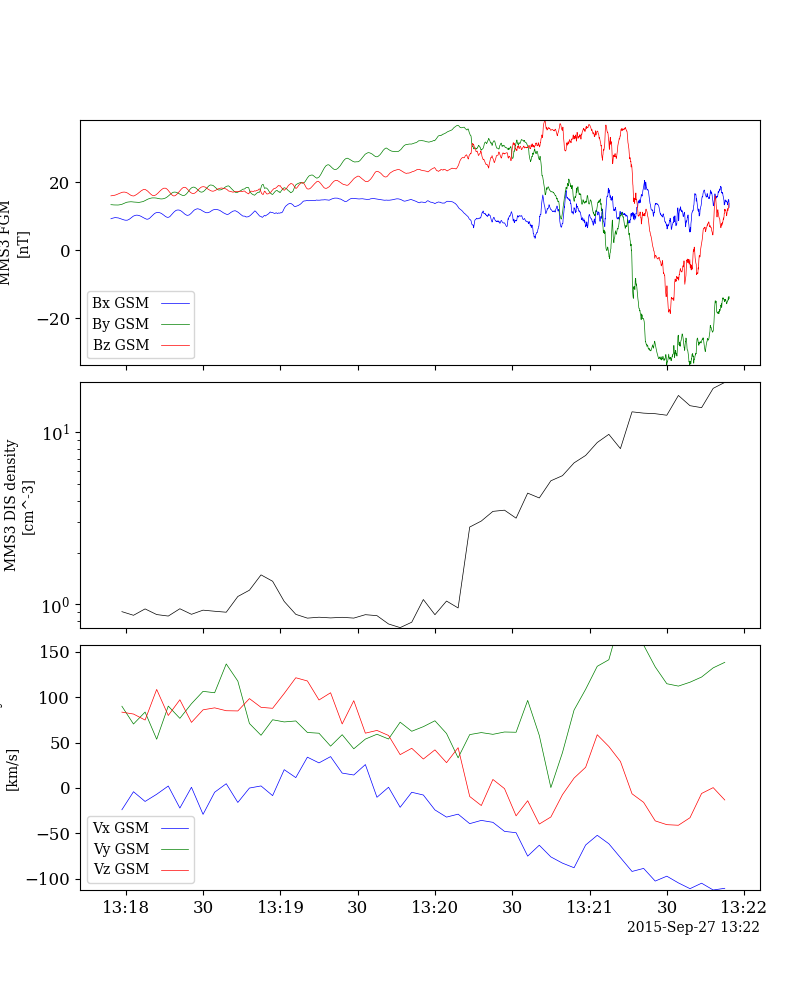 MMS3 FGM
[nT]
20
0
−20
Bx GSM
By GSM
Bz GSM
MMS3 DIS density
[cm^-3]
10^1
10^0
[km/s]
150
100
50
0
−50
−100
Vx GSM
Vy GSM
Vz GSM
13:18 30 13:19 30 13:20 30 13:21 30 13:22
2015-Sep-27 13:22